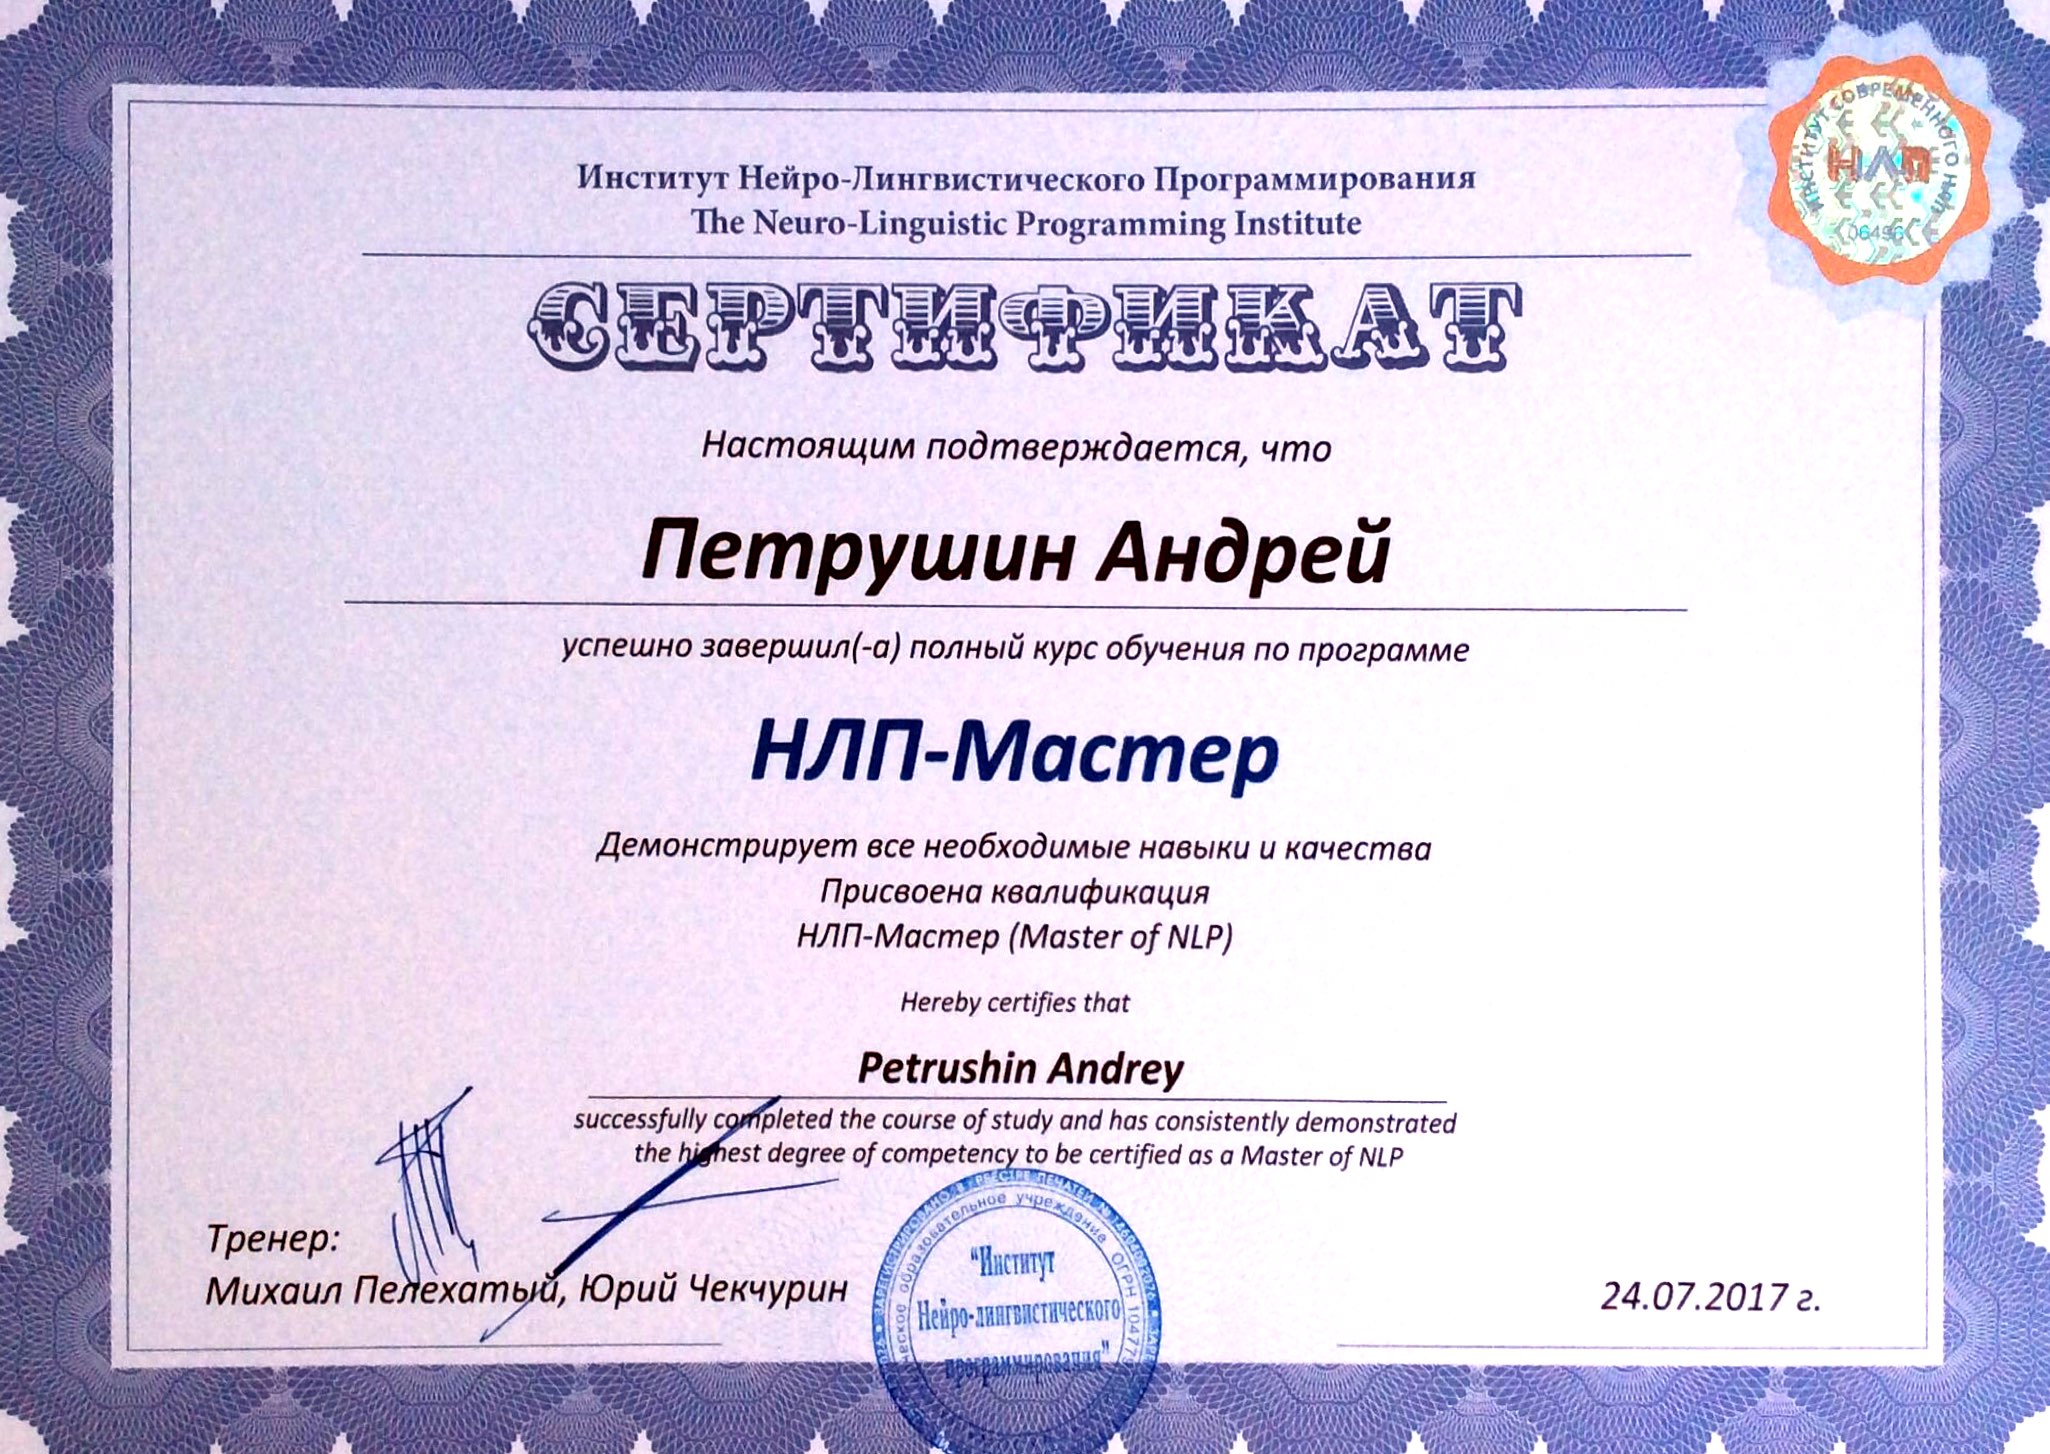 ИНСТИТУТ СОВРЕМЕННОГО НЛП
НЛП
06496
Институт Нейро-Лингвистического Программирования
The Neuro-Linguistic Programming Institute
СЕРТИФИКАТ
Настоящим подтверждается, что
Петрушин Андрей
успешно завершил(-а) полный курс обучения по программе
НЛП-Мастер
Демонстрирует все необходимые навыки и качества
Присвоена квалификация
НЛП-Мастер (Master of NLP)
Hereby certifies that
Petrushin Andrey
successfully completed the course of study and has consistently demonstrated
the highest degree of competency to be certified as a Master of NLP
Тренер:
Михаил Пелехатый, Юрий Чекчурин
24.07.2017 г.
ЗАРЕГИСТРИРОВАНО В РЕЕСТРЕ ПЕЧАТЕЙ
образовательное учреждение ОГРН
"Институт
Нейро-лингвистического
программирования"